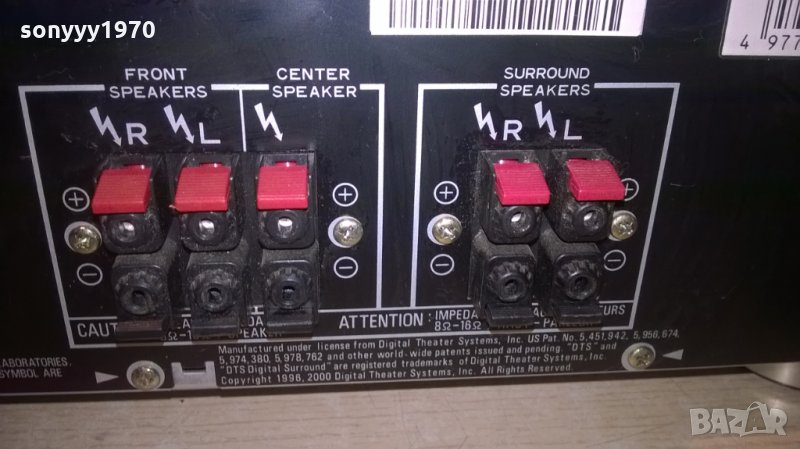 sonyyy1970
4 977
FRONT SPEAKERS
CENTER SPEAKER
SURROUND SPEAKERS
R L
R L
+ + + +
− − − −
CAUT
ATTENTION : IMPEDA
URS
8Ω-16Ω
Manufactured under license from Digital Theater Systems, Inc. US Pat. No. 5,451,942, 5,956,674,
5,974,380, 5,978,762 and other world-wide patents issued and pending. "DTS" and
"DTS Digital Surround" are registered trademarks of Digital Theater Systems, Inc.
Copyright 1996, 2000 Digital Theater Systems, Inc. All Rights Reserved.
LABORATORIES,
SYMBOL ARE
BAZAR